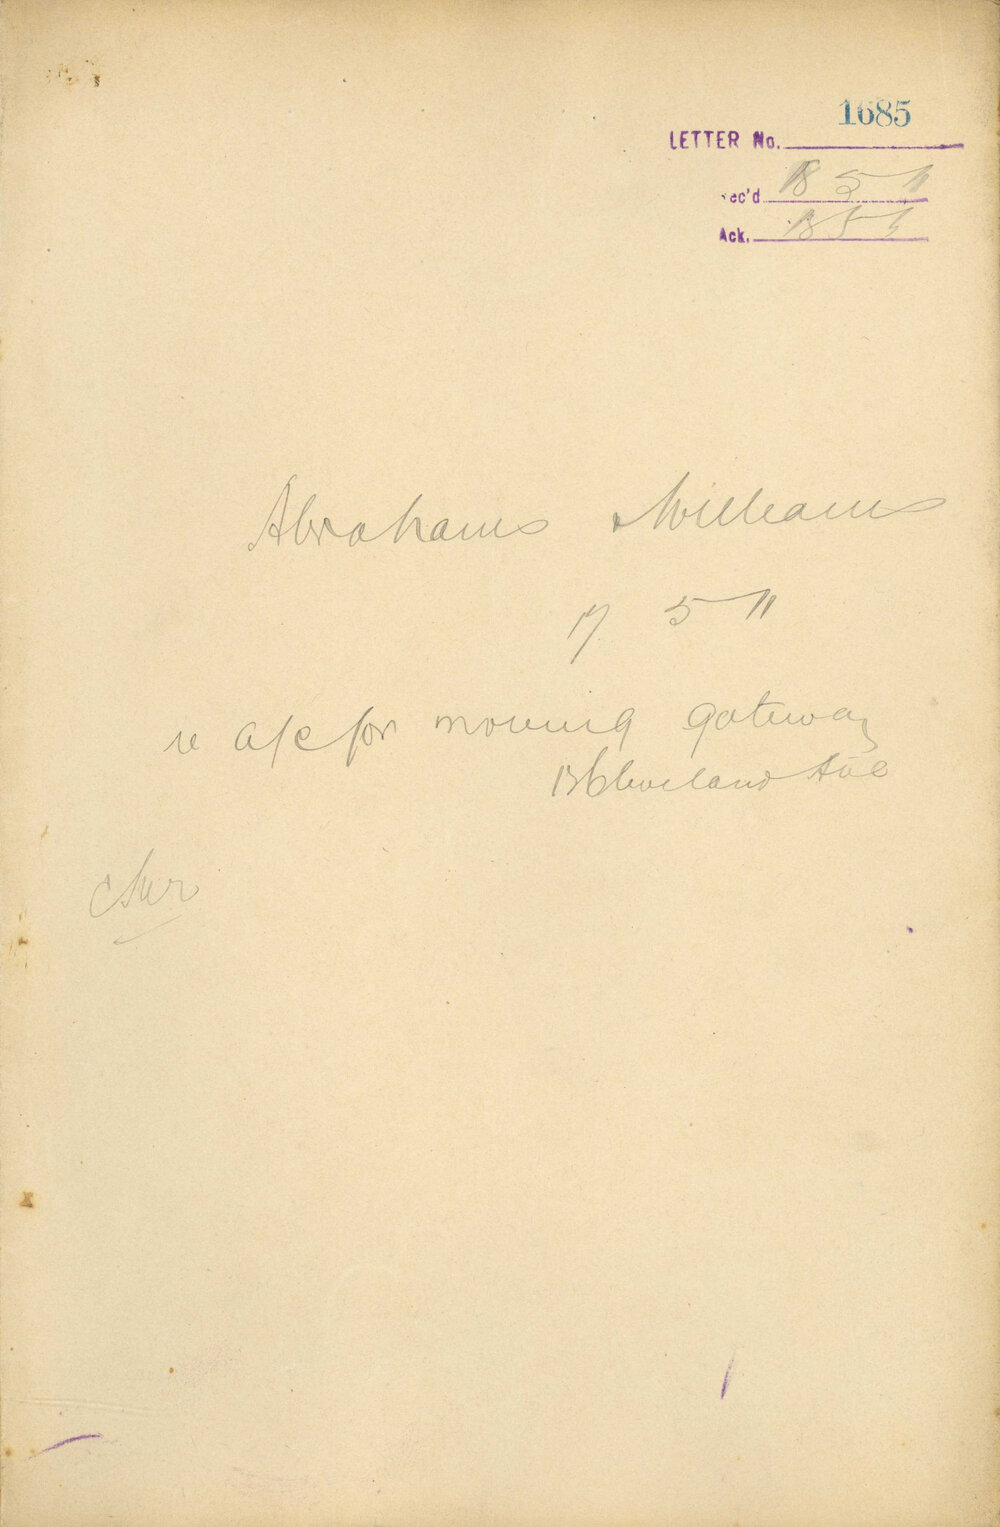 1685
LETTER No.
Rec'd 18 5 11
Ack. 18 5 11
Abrahams & Williams
17 5 11
re a/c for moving gateway
13 Cleveland Ave